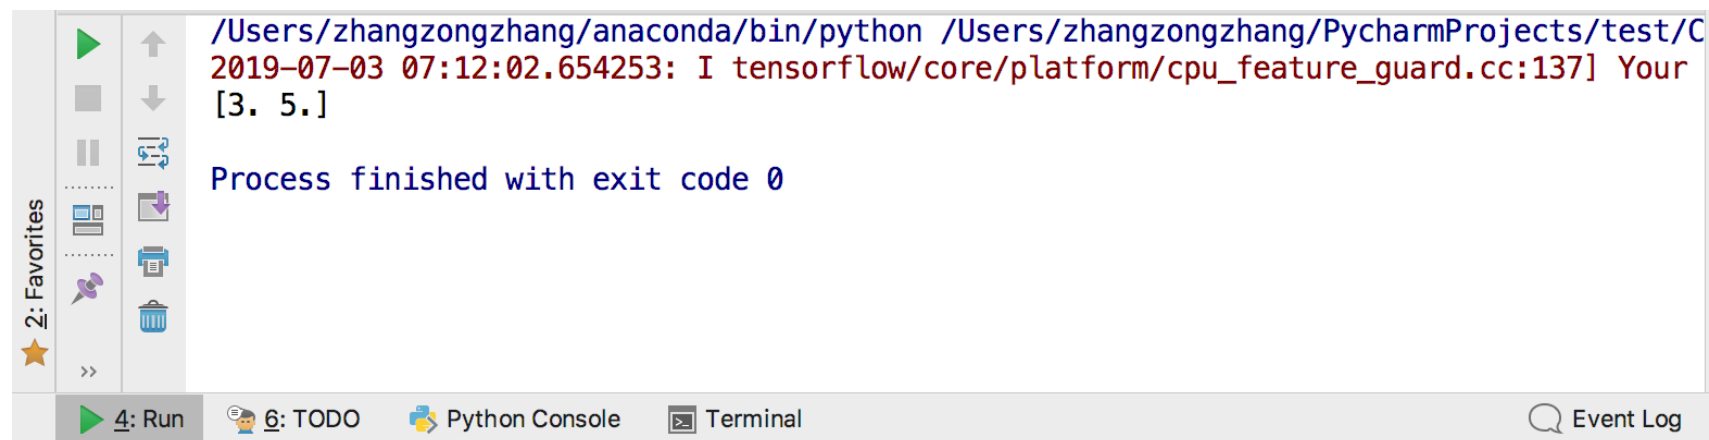 /Users/zhangzongzhang/anaconda/bin/python /Users/zhangzongzhang/PycharmProjects/test/C
2019-07-03 07:12:02.654253: I tensorflow/core/platform/cpu_feature_guard.cc:137] Your
[3. 5.]
Process finished with exit code 0
2: Favorites
4: Run
6: TODO
Python Console
Terminal
Event Log